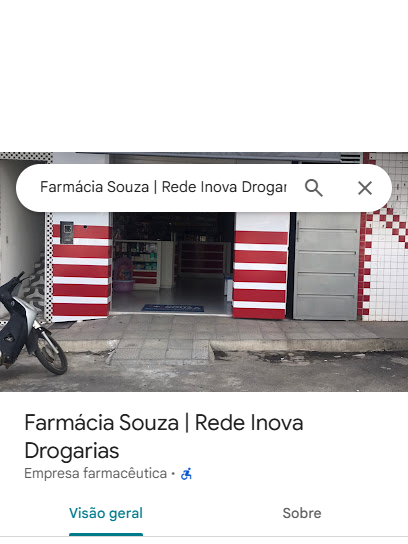 Farmácia Souza | Rede Inova Drogar
Farmácia Souza | Rede Inova
Drogarias
Empresa farmacêutica •
Visão geral
Sobre